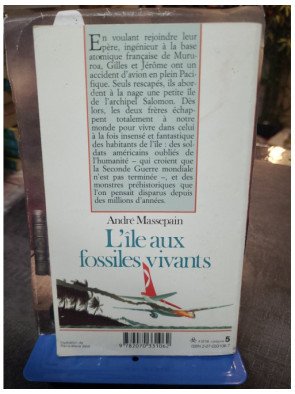 En voulant rejoindre leur
père, ingénieur à la base
atomique française de Muru-
roa, Gilles et Jérôme ont un
accident d'avion en plein Paci-
fique. Seuls rescapés, ils abor-
dent à la nage une petite île
de l'archipel Salomon. Dès
lors, les deux frères échap-
pent totalement à notre
monde pour vivre dans celui
à la fois insensé et fantastique
des habitants de l'île : des sol-
dats américains oubliés de
l'humanité – qui croient que
la Seconde Guerre mondiale
n'est pas terminée –, et des
monstres préhistoriques que
l'on pensait disparus depuis
des millions d'années.
André Massepain
L'île aux
fossiles vivants
9 782070 331062
5